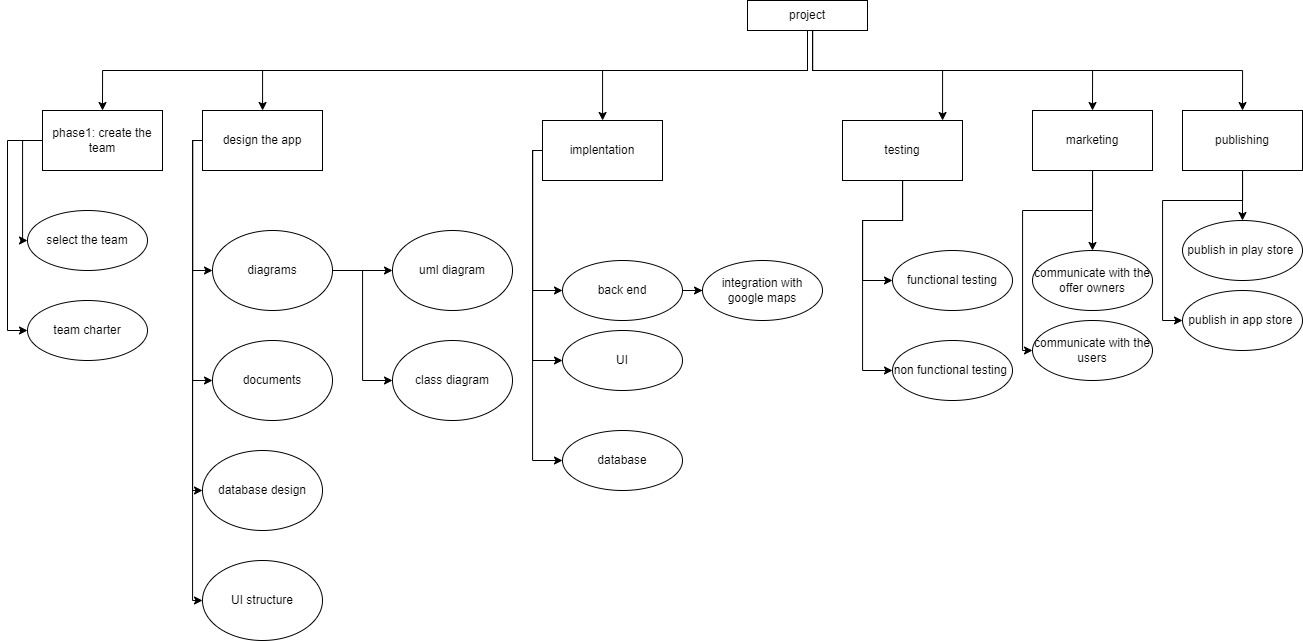 project
phase1: create the
team
design the app
implentation
testing
marketing
publishing
select the team
team charter
diagrams
uml diagram
documents
class diagram
database design
UI structure
back end
integration with
google maps
UI
database
functional testing
non functional testing
communicate with the
offer owners
communicate with the
users
publish in play store
publish in app store